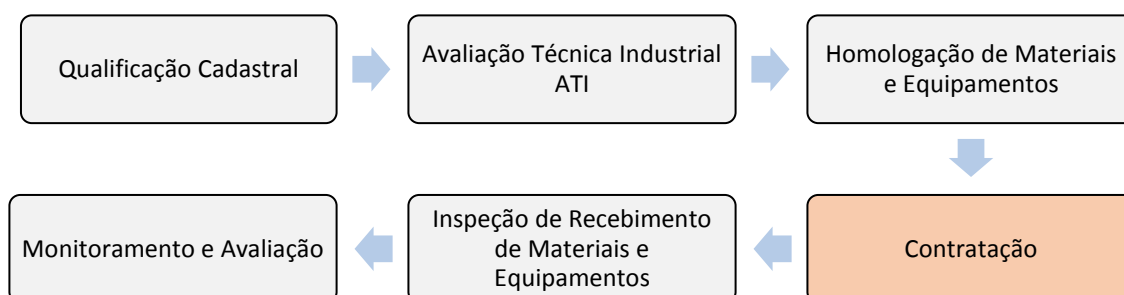 Qualificação Cadastral
Avaliação Técnica Industrial
ATI
Homologação de Materiais
e Equipamentos
Contratação
Inspeção de Recebimento
de Materiais e
Equipamentos
Monitoramento e Avaliação